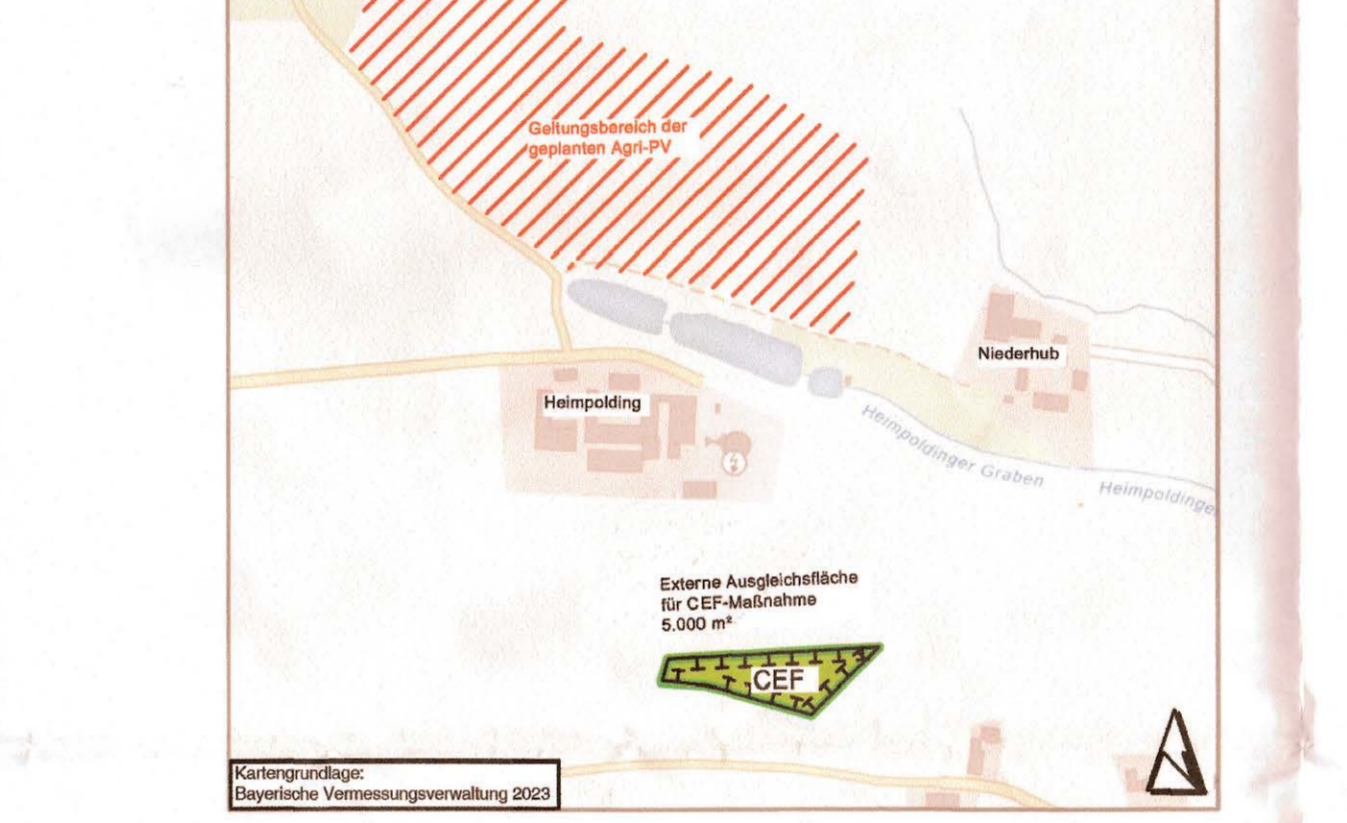 Geltungsbereich der
geplanten Agri-PV
Niederhub
Heimpolding
Heimpoldinger Graben
Heimpoldinge
Externe Ausgleichsfläche
für CEF-Maßnahme
5.000 m²
CEF
Kartengrundlage:
Bayerische Vermessungsverwaltung 2023